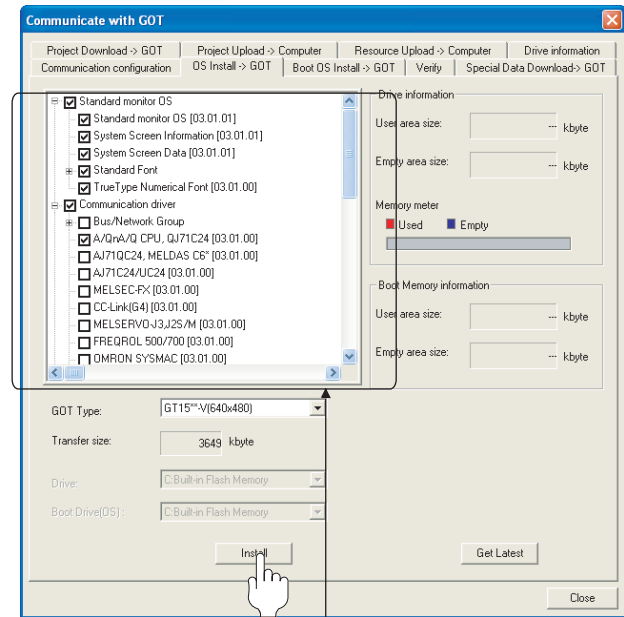 Communicate with GOT
Project Download -> GOT
Project Upload -> Computer
Resource Upload -> Computer
Drive information
Communication configuration
OS Install -> GOT
Boot OS Install -> GOT
Verify
Special Data Download-> GOT
Standard monitor OS
Standard monitor OS [03.01.01]
System Screen Information [03.01.01]
System Screen Data [03.01.01]
Standard Font
TrueType Numerical Font [03.01.00]
Communication driver
Bus/Network Group
A/QnA/Q CPU, QJ71C24 [03.01.00]
AJ71QC24, MELDAS C6* [03.01.00]
AJ71C24/UC24 [03.01.00]
MELSEC-FX [03.01.00]
CC-Link(G4) [03.01.00]
MELSERVO-J3,J2S/M [03.01.00]
FREQROL 500/700 [03.01.00]
OMRON SYSMAC [03.01.00]
Drive information
User area size: --- kbyte
Empty area size: --- kbyte
Memory meter
Used Empty
Boot Memory information
User area size: --- kbyte
Empty area size: --- kbyte
GOT Type: GT15**-V(640x480)
Transfer size: 3649 kbyte
Drive: C:Built-in Flash Memory
Boot Drive(OS) : C:Built-in Flash Memory
Install
Get Latest
Close